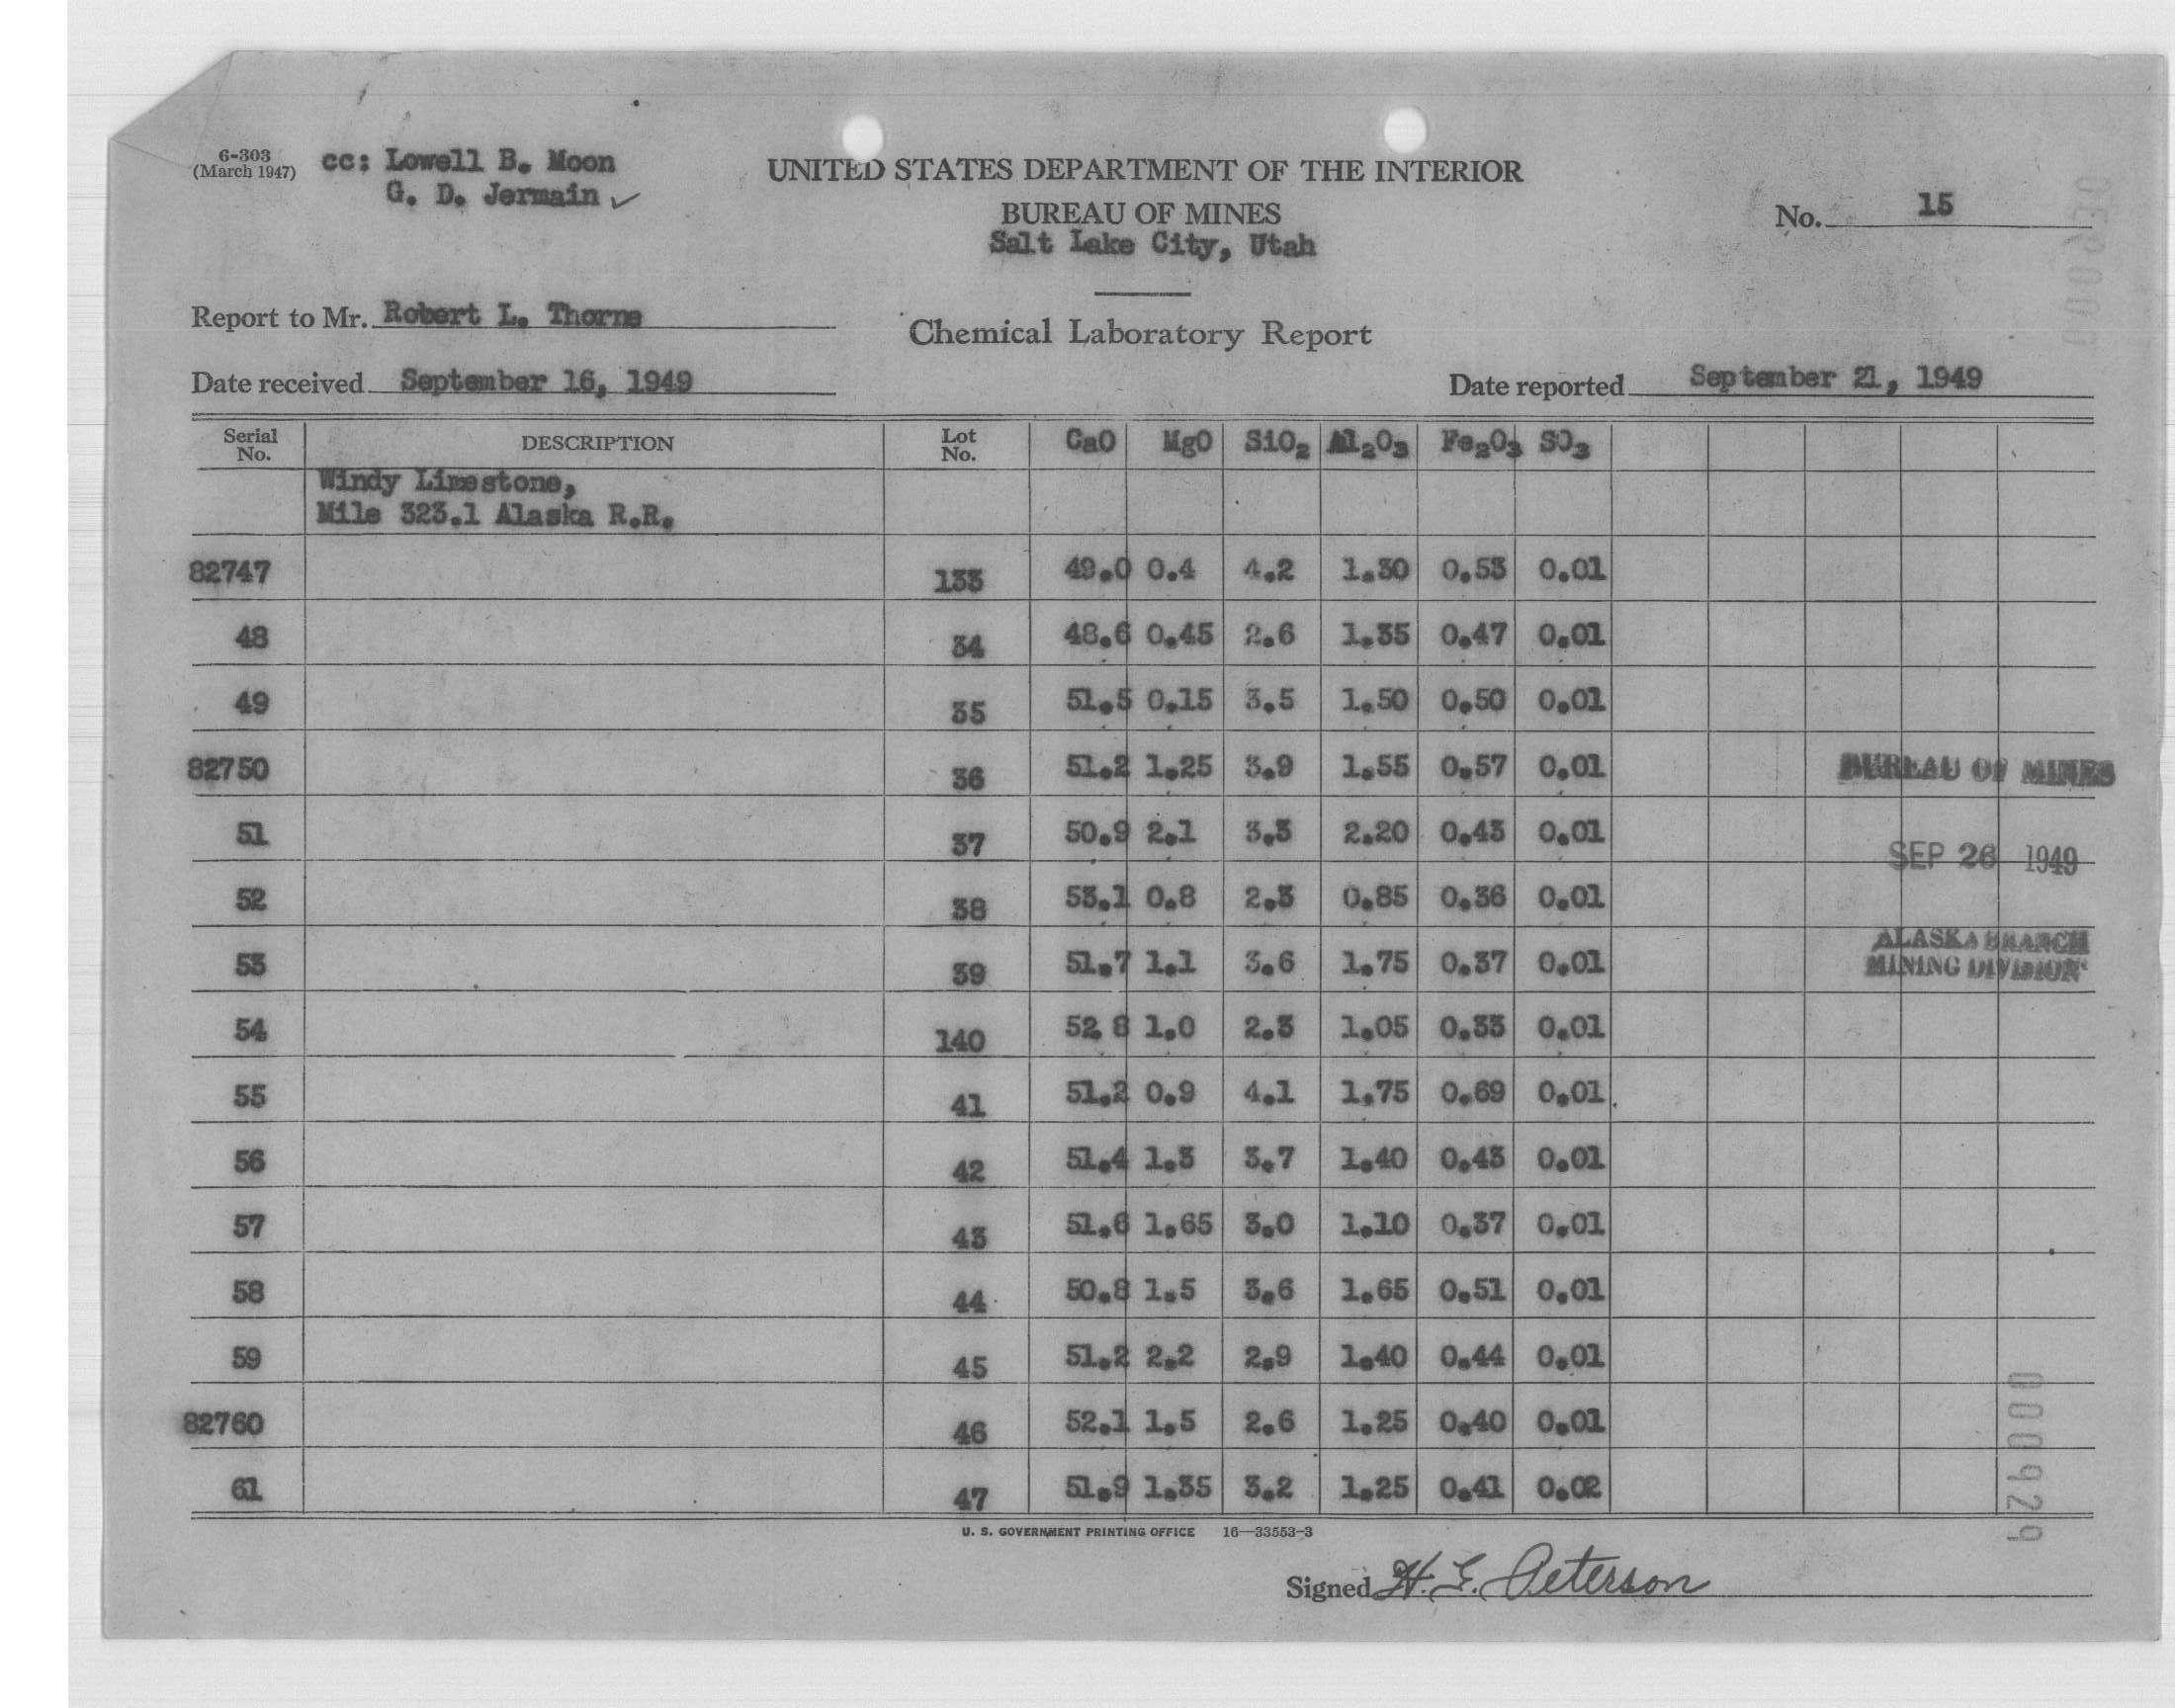 6-303
(March 1947)
cc: Lowell B. Moon
G. D. Jermain ✓
UNITED STATES DEPARTMENT OF THE INTERIOR
BUREAU OF MINES
Salt Lake City, Utah
No. 15
Report to Mr. Robert L. Thorne
Chemical Laboratory Report
Date received September 16, 1949
Date reported September 21, 1949
Serial No. DESCRIPTION Lot No. CaO MgO SiO2 Al2O3 Fe2O3 SO3
Windy Limestone,
Mile 323.1 Alaska R.R.
82747 133 49.0 0.4 4.2 1.30 0.53 0.01
48 34 48.6 0.45 2.6 1.35 0.47 0.01
49 35 51.5 0.15 3.5 1.50 0.50 0.01
82750 36 51.2 1.25 3.9 1.55 0.57 0.01
BUREAU OF MINES
51 37 50.9 2.1 3.3 2.20 0.43 0.01
SEP 26 1949
52 38 53.1 0.8 2.3 0.85 0.36 0.01
ALASKA BRANCH
MINING DIVISION
53 39 51.7 1.1 3.6 1.75 0.37 0.01
54 140 52 8 1.0 2.3 1.05 0.33 0.01
55 41 51.2 0.9 4.1 1.75 0.69 0.01
56 42 51.4 1.3 3.7 1.40 0.43 0.01
57 43 51.6 1.65 3.0 1.10 0.37 0.01
58 44 50.8 1.5 3.6 1.65 0.51 0.01
59 45 51.2 2.2 2.9 1.40 0.44 0.01
82760 46 52.1 1.5 2.6 1.25 0.40 0.01
61 47 51.9 1.35 3.2 1.25 0.41 0.02
000929
U. S. GOVERNMENT PRINTING OFFICE 16—33553-3
Signed H. E. Peterson